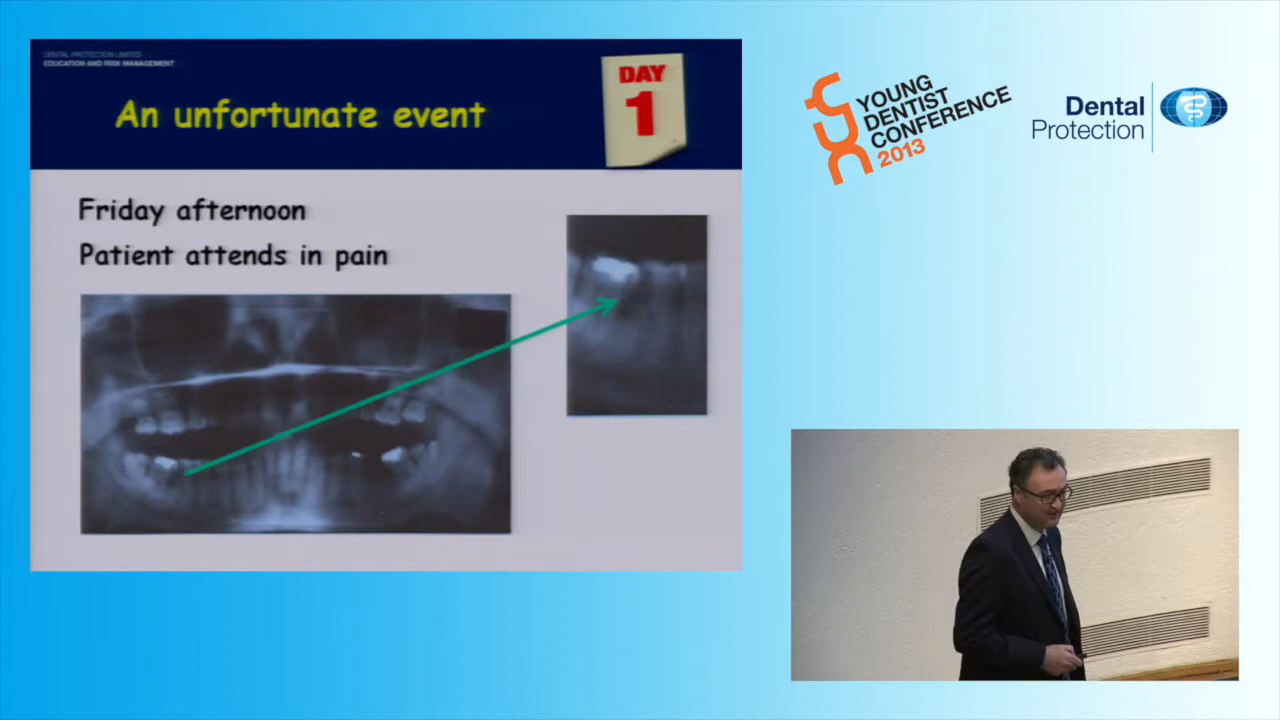 DENTAL PROTECTION LIMITED
EDUCATION AND RISK MANAGEMENT
An unfortunate event
DAY
1
Friday afternoon
Patient attends in pain
YOUNG
DENTIST
CONFERENCE
2013
Dental
Protection